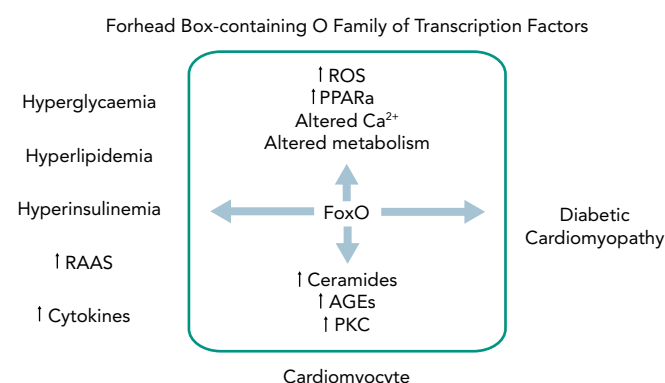 Forhead Box-containing O Family of Transcription Factors
Hyperglycaemia
Hyperlipidemia
Hyperinsulinemia
↑ RAAS
↑ Cytokines
↑ ROS
↑ PPARa
Altered Ca²⁺
Altered metabolism
FoxO
↑ Ceramides
↑ AGEs
↑ PKC
Diabetic
Cardiomyopathy
Cardiomyocyte